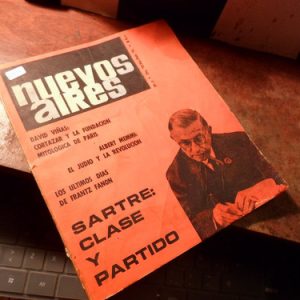 nuevos
aires
DAVID VIÑAS:
CORTAZAR Y LA FUNDACION
MITOLOGICA DE PARIS
ALBERT MEMMI:
EL JUDIO Y LA REVOLUCION
LOS ULTIMOS DIAS
DE FRANTZ FANON
SARTRE:
CLASE
Y
PARTIDO